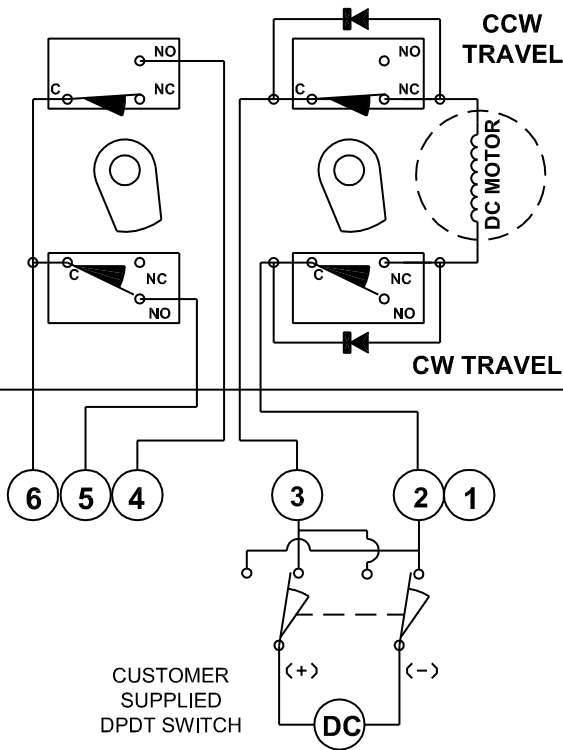 CCW
TRAVEL
NO
C
NC
NO
C
NC
DC MOTOR
C
NC
NO
C
NC
NO
CW TRAVEL
6
5
4
3
2
1
(+)
(-)
CUSTOMER
SUPPLIED
DPDT SWITCH
DC